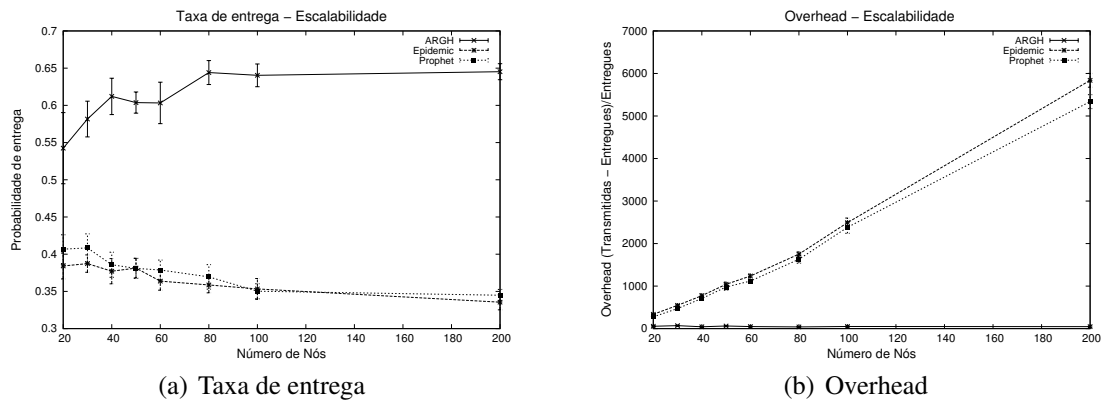 Taxa de entrega – Escalabilidade
0.7
0.65
0.6
0.55
0.5
0.45
0.4
0.35
0.3
Probabilidade de entrega
ARGH
Epidemic
Prophet
20 40 60 80 100 120 140 160 180 200
Número de Nós
(a) Taxa de entrega
Overhead – Escalabilidade
7000
6000
5000
4000
3000
2000
1000
0
Overhead (Transmitidas – Entregues)/Entregues
ARGH
Epidemic
Prophet
20 40 60 80 100 120 140 160 180 200
Número de Nós
(b) Overhead